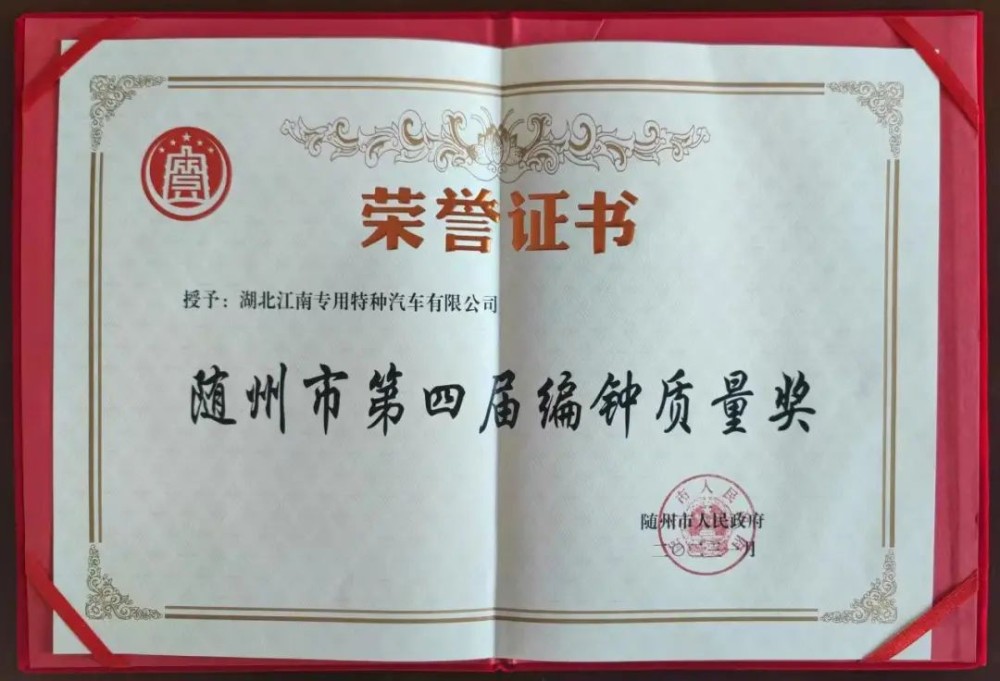 荣誉证书
授予：湖北江南专用特种汽车有限公司
随州市第四届编钟质量奖
随州市人民政府